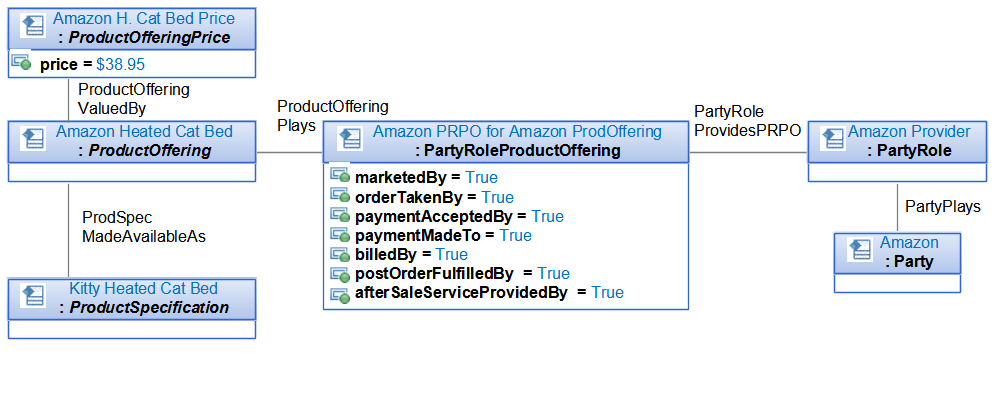 Amazon H. Cat Bed Price
: ProductOfferingPrice
price = $38.95
ProductOffering
ValuedBy
Amazon Heated Cat Bed
: ProductOffering
ProductOffering
Plays
Amazon PRPO for Amazon ProdOffering
: PartyRoleProductOffering
marketedBy = True
orderTakenBy = True
paymentAcceptedBy = True
paymentMadeTo = True
billedBy = True
postOrderFulfilledBy = True
afterSaleServiceProvidedBy = True
PartyRole
ProvidesPRPO
Amazon Provider
: PartyRole
PartyPlays
Amazon
: Party
ProdSpec
MadeAvailableAs
Kitty Heated Cat Bed
: ProductSpecification